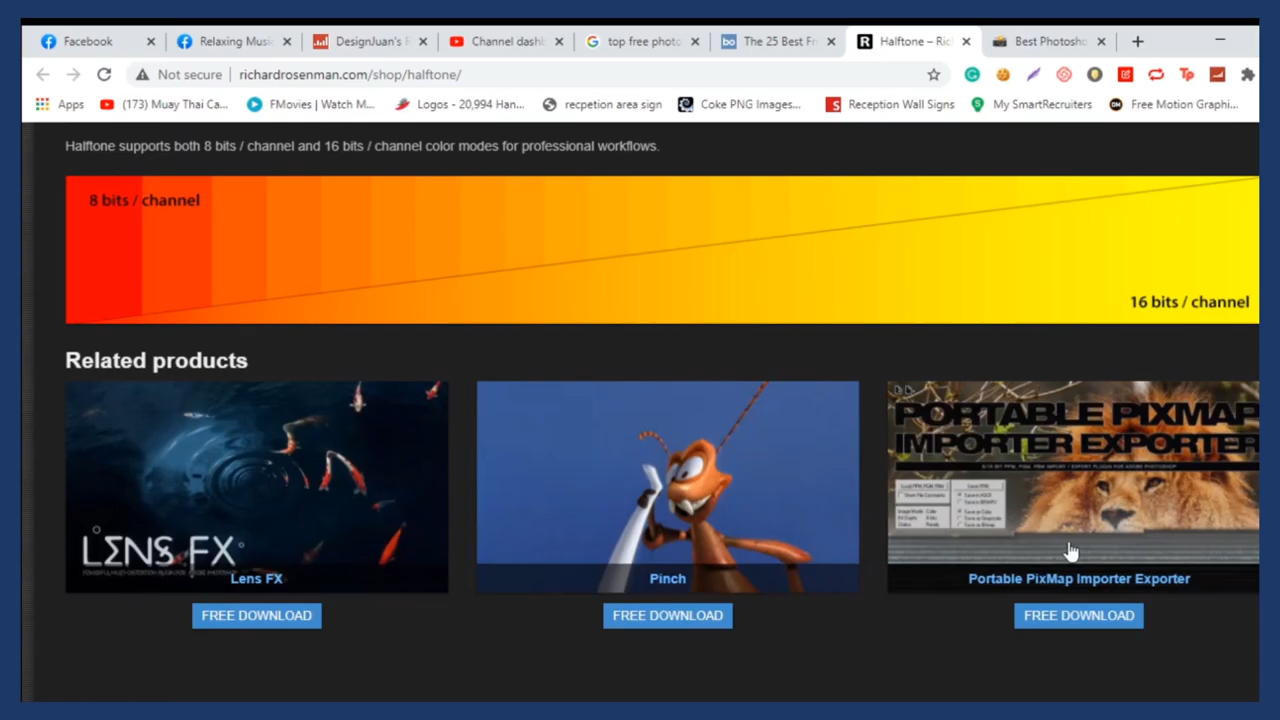 Facebook
Relaxing Musi
DesignJuan's F
Channel dashb
top free photo
The 25 Best Fr
Halftone – Ric
Best Photosho
Not secure
richardrosenman.com/shop/halftone/
Apps
(173) Muay Thai Ca...
FMovies | Watch M...
Logos - 20,994 Han...
recpetion area sign
Coke PNG Images...
Reception Wall Signs
My SmartRecruiters
Free Motion Graphi...
Halftone supports both 8 bits / channel and 16 bits / channel color modes for professional workflows.
8 bits / channel
16 bits / channel
Related products
LENS FX
Lens FX
FREE DOWNLOAD
Pinch
FREE DOWNLOAD
PORTABLE PIXMAP
IMPORTER EXPORTER
Portable PixMap Importer Exporter
FREE DOWNLOAD